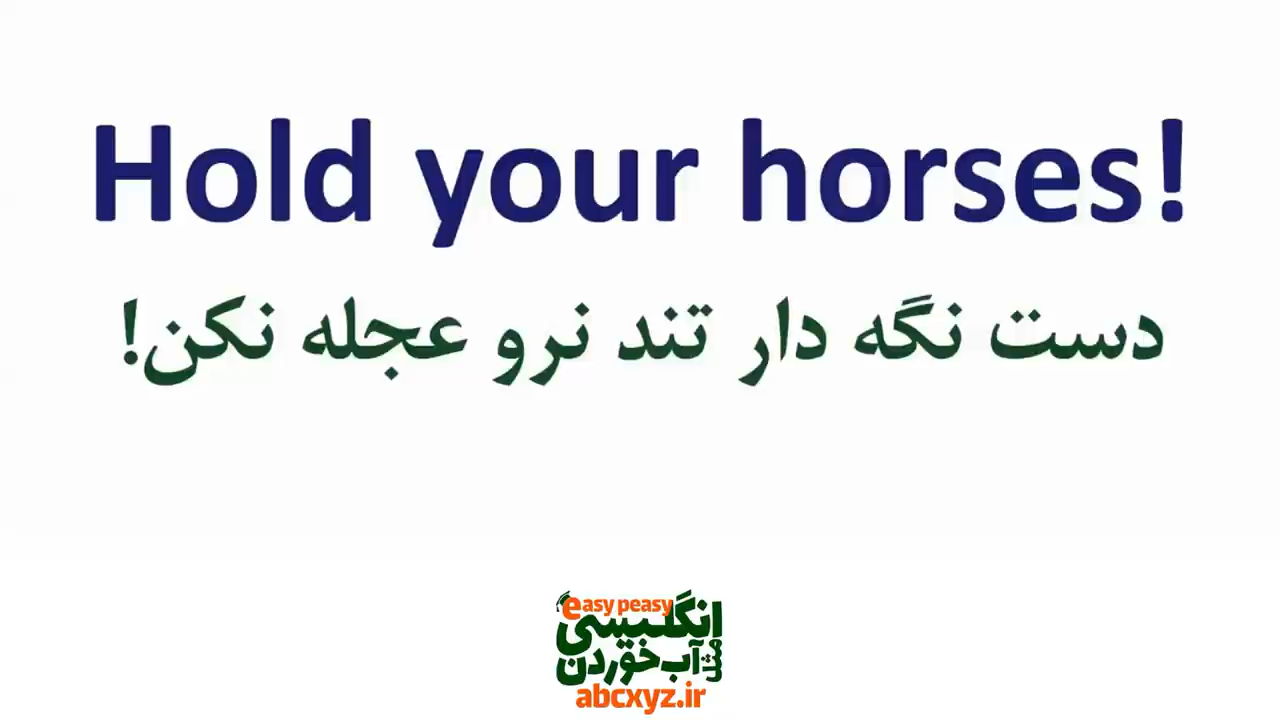 Hold your horses!
دست نگه دار تند نرو عجله نکن!
easy peasy
انگلیسی
مثل آب خوردن
abcxyz.ir